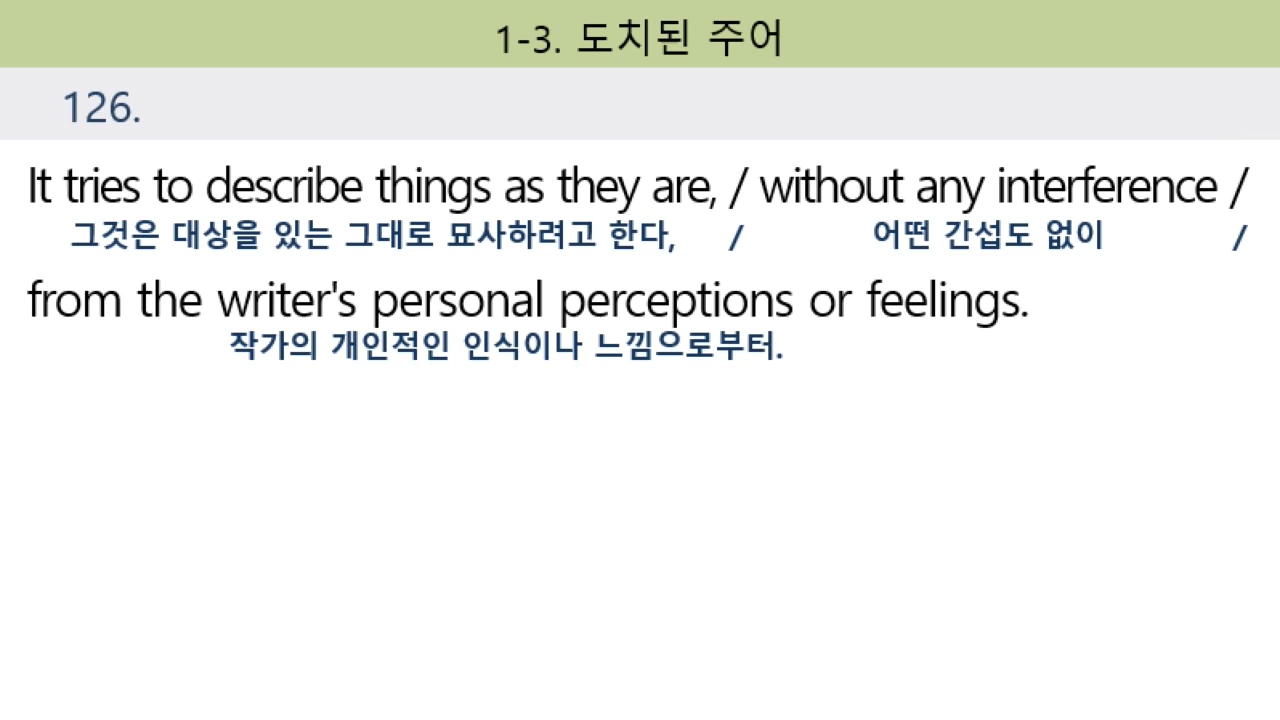 1-3. 도치된 주어
126.
It tries to describe things as they are, / without any interference /
그것은 대상을 있는 그대로 묘사하려고 한다, / 어떤 간섭도 없이 /
from the writer's personal perceptions or feelings.
작가의 개인적인 인식이나 느낌으로부터.